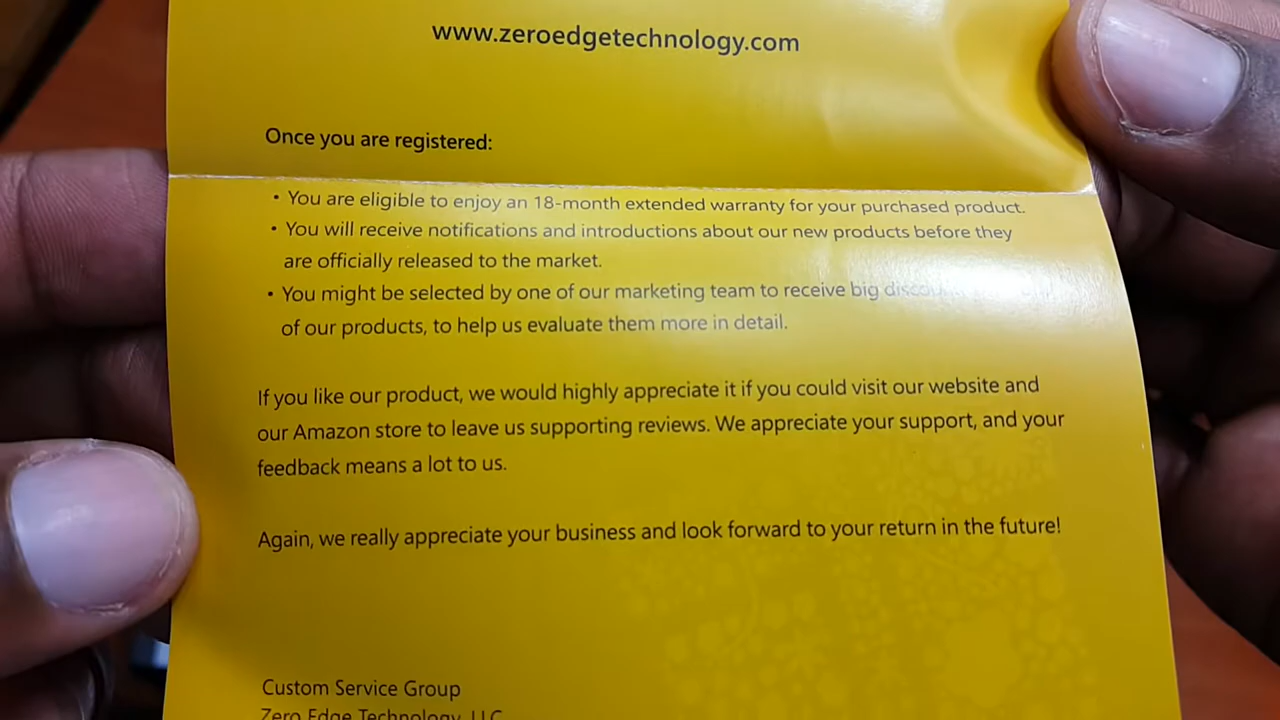 www.zeroedgetechnology.com
Once you are registered:
• You are eligible to enjoy an 18-month extended warranty for your purchased product.
• You will receive notifications and introductions about our new products before they
are officially released to the market.
• You might be selected by one of our marketing team to receive big
of our products, to help us evaluate them more in detail.
If you like our product, we would highly appreciate it if you could visit our website and
our Amazon store to leave us supporting reviews. We appreciate your support, and your
feedback means a lot to us.
Again, we really appreciate your business and look forward to your return in the future!
Custom Service Group
Zero Edge Technology, LLC